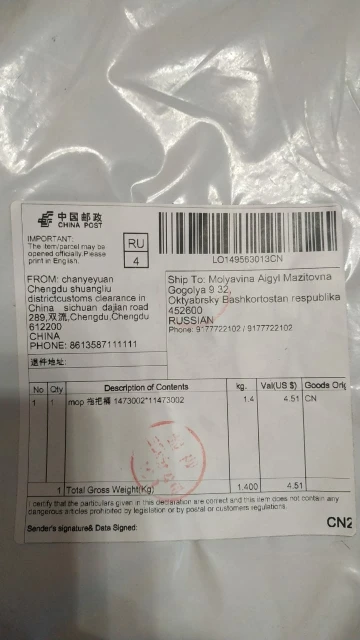 中国邮政
CHINA POST
IMPORTANT:
The item/parcel may be
opened officially.Please
print in English.
RU
4
LO149563013CN
FROM: chanyeyuan
Chengdu shuangliu
districtcustoms clearance in
China sichuan dajian road
289,双流,Chengdu,Chengdu
612200
CHINA
PHONE: 8613587111111
退件地址:
Ship To: Molyavina Aigyl Mazitovna
Gogolya 9 32,
Oktyabrsky Bashkortostan respublika
452600
RUSSIAN
Phone: 9177722102 / 9177722102
No Qty Description of Contents kg. Val(US $) Goods Orig
1 1 mop 拖把桶 1473002*11473002 1.4 4.51 CN
1 Total Gross Weight(Kg) 1.400 4.51
I certify that the particulars given in this declaration are correct and this item does not contain any
dangerous articles prohibited by legislation or by postal or customers regulations.
Sender's signature& Data Signed:
CN2